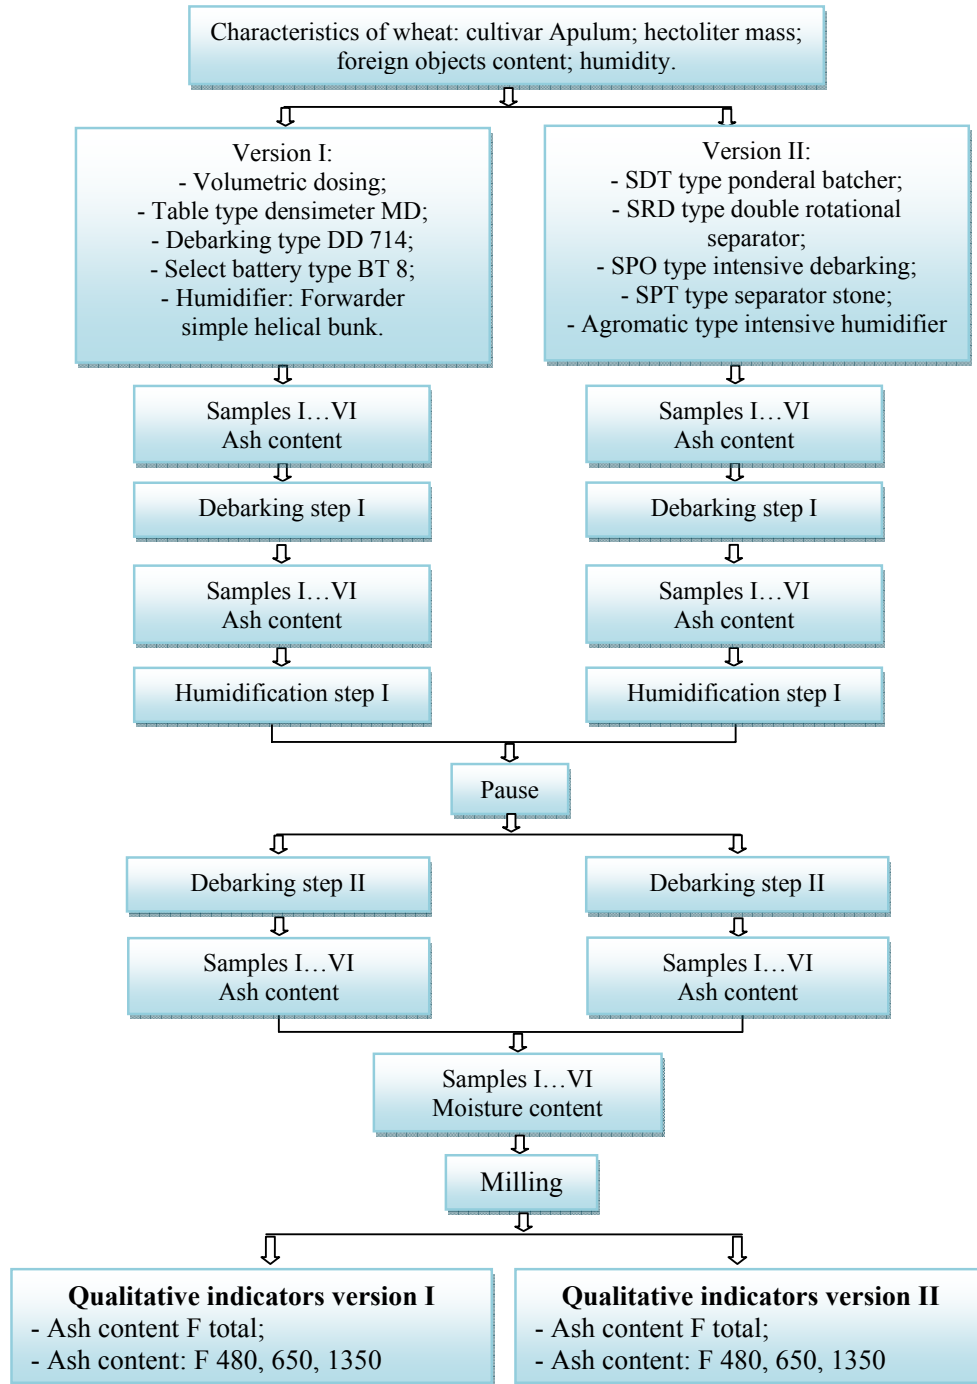 Characteristics of wheat: cultivar Apulum; hectoliter mass;
foreign objects content; humidity.
Version I:
- Volumetric dosing;
- Table type densimeter MD;
- Debarking type DD 714;
- Select battery type BT 8;
- Humidifier: Forwarder
simple helical bunk.
Version II:
- SDT type ponderal batcher;
- SRD type double rotational
separator;
- SPO type intensive debarking;
- SPT type separator stone;
- Agromatic type intensive humidifier
Samples I…VI
Ash content
Samples I…VI
Ash content
Debarking step I
Debarking step I
Samples I…VI
Ash content
Samples I…VI
Ash content
Humidification step I
Humidification step I
Pause
Debarking step II
Debarking step II
Samples I…VI
Ash content
Samples I…VI
Ash content
Samples I…VI
Moisture content
Milling
Qualitative indicators version I
- Ash content F total;
- Ash content: F 480, 650, 1350
Qualitative indicators version II
- Ash content F total;
- Ash content: F 480, 650, 1350